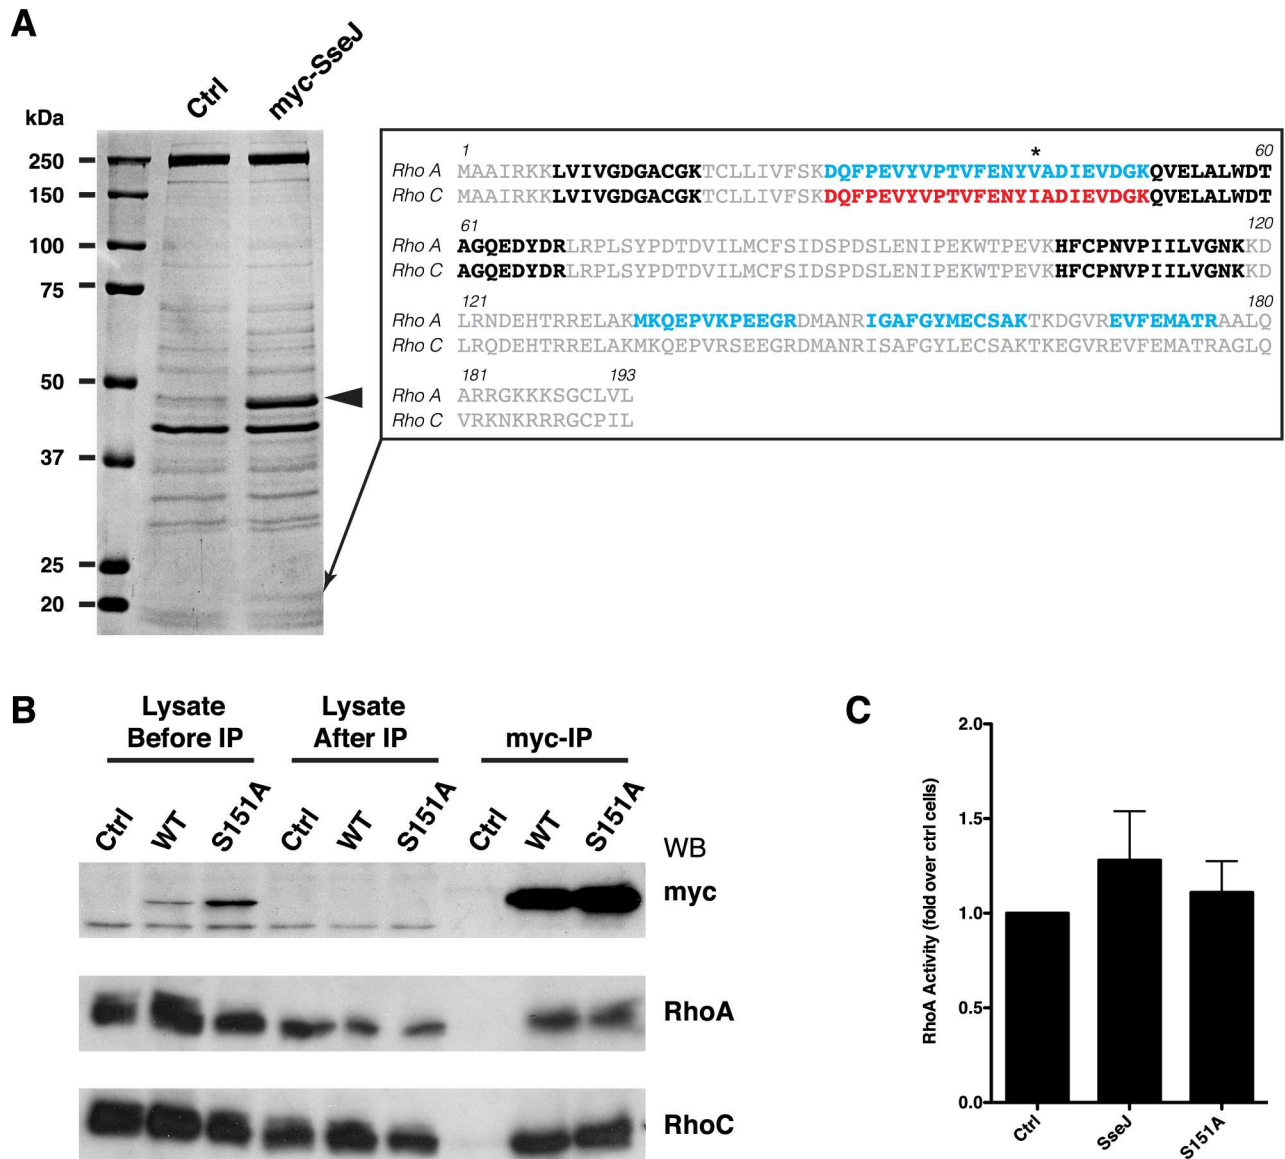 A
Ctrl
myc-SseJ
kDa
250
150
100
75
50
37
25
20
1 * 60
Rho A MAAIRKKLVIVGDGACGKTCLLIVFSKDQFPEVYVPTVFENYVADIEVDGKQVELALWDT
Rho C MAAIRKKLVIVGDGACGKTCLLIVFSKDQFPEVYVPTVFENYIADIEVDGKQVELALWDT
61 120
Rho A AGQEDYDRLRPLSYPDTDVILMCFSIDSPDSLENIPEKWTPEVKHFCPNVPIILVGNKKD
Rho C AGQEDYDRLRPLSYPDTDVILMCFSIDSPDSLENIPEKWTPEVKHFCPNVPIILVGNKKD
121 180
Rho A LRNDEHTRRELAKMKQEPVKPEEGRDMANRIGAFGYMECSAKTKDGVREVFEMATRAALQ
Rho C LRQDEHTRRELAKMKQEPVRSEEGRDMANRISAFGYLECSAKTKEGVREVFEMATRAGLQ
181 193
Rho A ARRGKKKSGCLVL
Rho C VRKNKRRRGCPIL
B
Lysate
Before IP
Lysate
After IP
myc-IP
Ctrl
WT
S151A
Ctrl
WT
S151A
Ctrl
WT
S151A
WB
myc
RhoA
RhoC
C
RhoA Activity (fold over ctrl cells)
2.0
1.5
1.0
0.5
0.0
Ctrl
SseJ
S151A